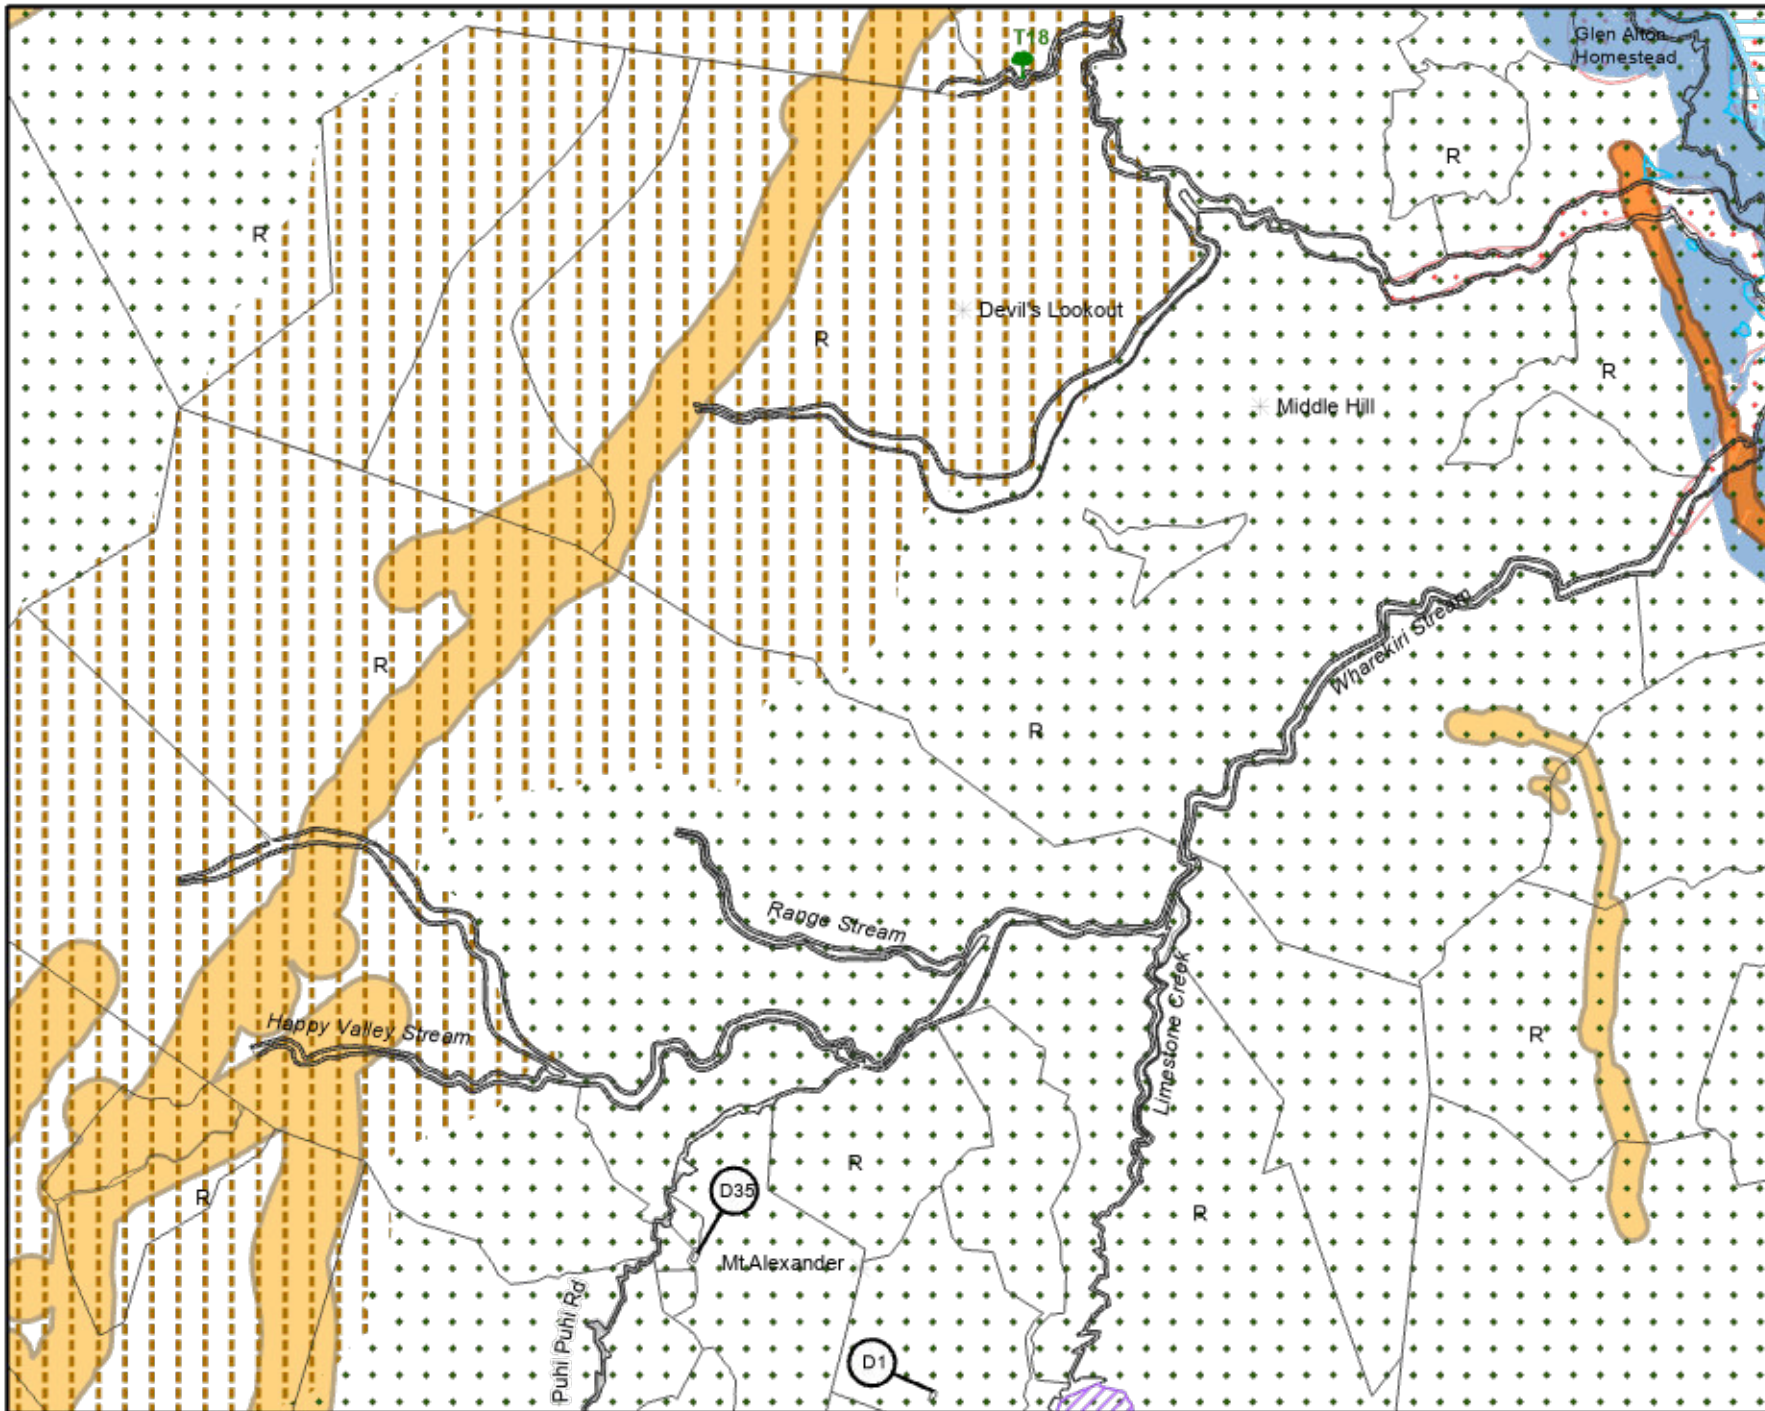 T18
Glen Alton
Homestead
R
R
Devil's Lookout
R
R
Middle Hill
Wharekiri Stream
R
R
Range Stream
Limestone Creek
Happy Valley Stream
R
R
D35
R
R
Mt Alexander
Puhi Puhi Rd
D1